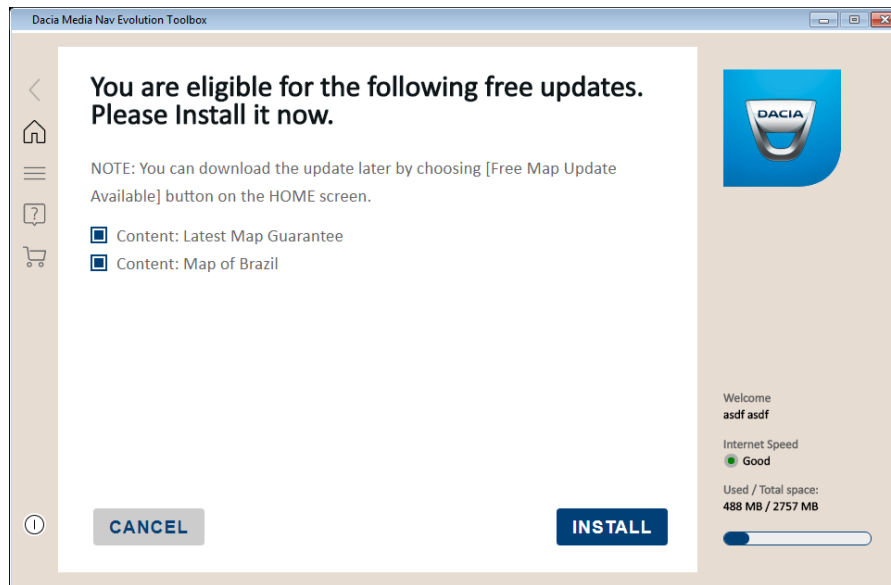 Dacia Media Nav Evolution Toolbox
You are eligible for the following free updates.
Please Install it now.
NOTE: You can download the update later by choosing [Free Map Update
Available] button on the HOME screen.
Content: Latest Map Guarantee
Content: Map of Brazil
CANCEL
INSTALL
DACIA
Welcome
asdf asdf
Internet Speed
Good
Used / Total space:
488 MB / 2757 MB